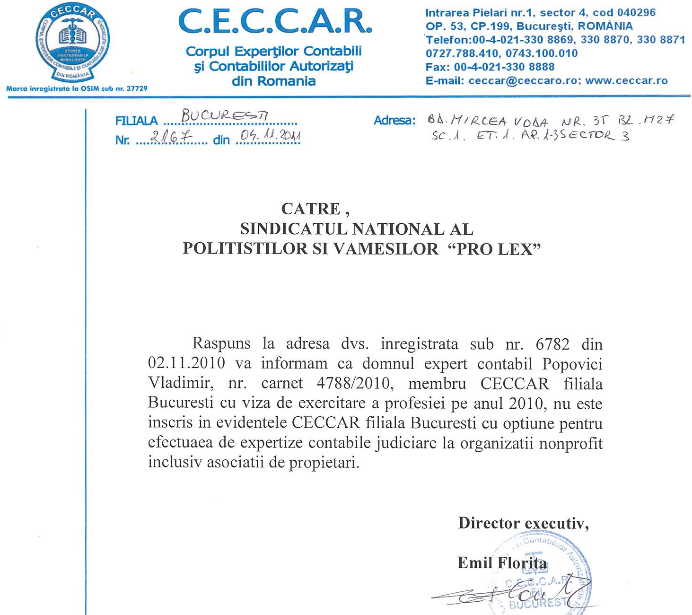 CECCAR
C.E.C.C.A.R.
Corpul Experţilor Contabili
şi Contabililor Autorizaţi
din Romania
Marca inregistrata la OSIM sub nr. 37729
Intrarea Pielari nr.1, sector 4, cod 040296
OP. 53, CP.199, Bucureşti, ROMÂNIA
Telefon:00-4-021-330 8869, 330 8870, 330 8871
0727.788.410, 0743.100.010
Fax: 00-4-021-330 8888
E-mail: ceccar@ceccaro.ro; www.ceccar.ro
FILIALA BUCURESTI
Nr. 2167 din 04.11.2011
Adresa: BD. MIRCEA VODA NR. 35 BL. M27
SC. 1. ET. 1. AP. 1-3 SECTOR 3
CATRE ,
SINDICATUL NATIONAL AL
POLITISTILOR SI VAMESILOR “PRO LEX”
Raspuns la adresa dvs. inregistrata sub nr. 6782 din
02.11.2010 va informam ca domnul expert contabil Popovici
Vladimir, nr. carnet 4788/2010, membru CECCAR filiala
Bucuresti cu viza de exercitare a profesiei pe anul 2010, nu este
inscris in evidentele CECCAR filiala Bucuresti cu optiune pentru
efectuaea de expertize contabile judiciare la organizatii nonprofit
inclusiv asociatii de propietari.
Director executiv,
Emil Florita
C.E.C.C.A.R.
BUCURESTI